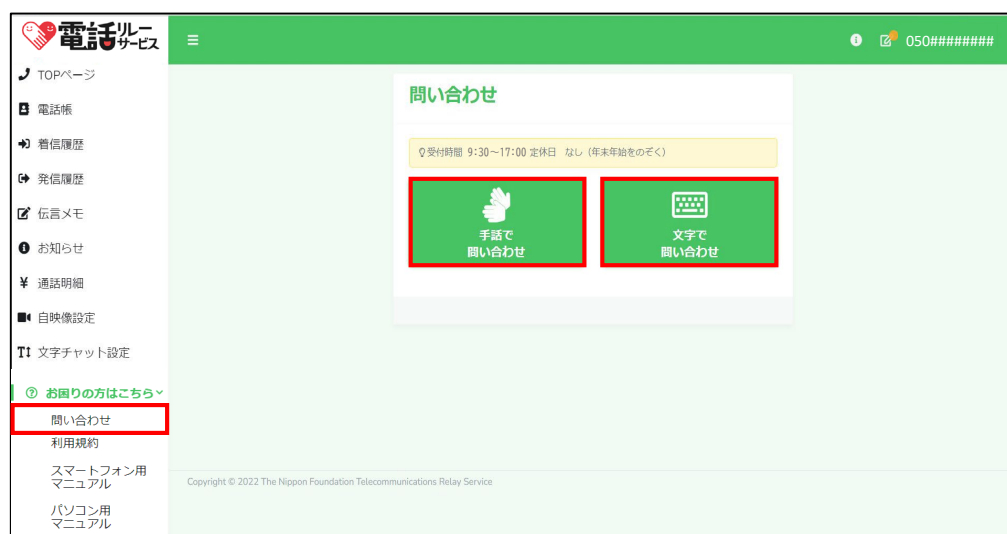 電話リレーサービス
050########
TOPページ
電話帳
着信履歴
発信履歴
伝言メモ
お知らせ
通話明細
自映像設定
文字チャット設定
お困りの方はこちら
問い合わせ
利用規約
スマートフォン用
マニュアル
パソコン用
マニュアル
問い合わせ
受付時間 9:30～17:00 定休日 なし（年末年始をのぞく）
手話で
問い合わせ
文字で
問い合わせ
Copyright © 2022 The Nippon Foundation Telecommunications Relay Service